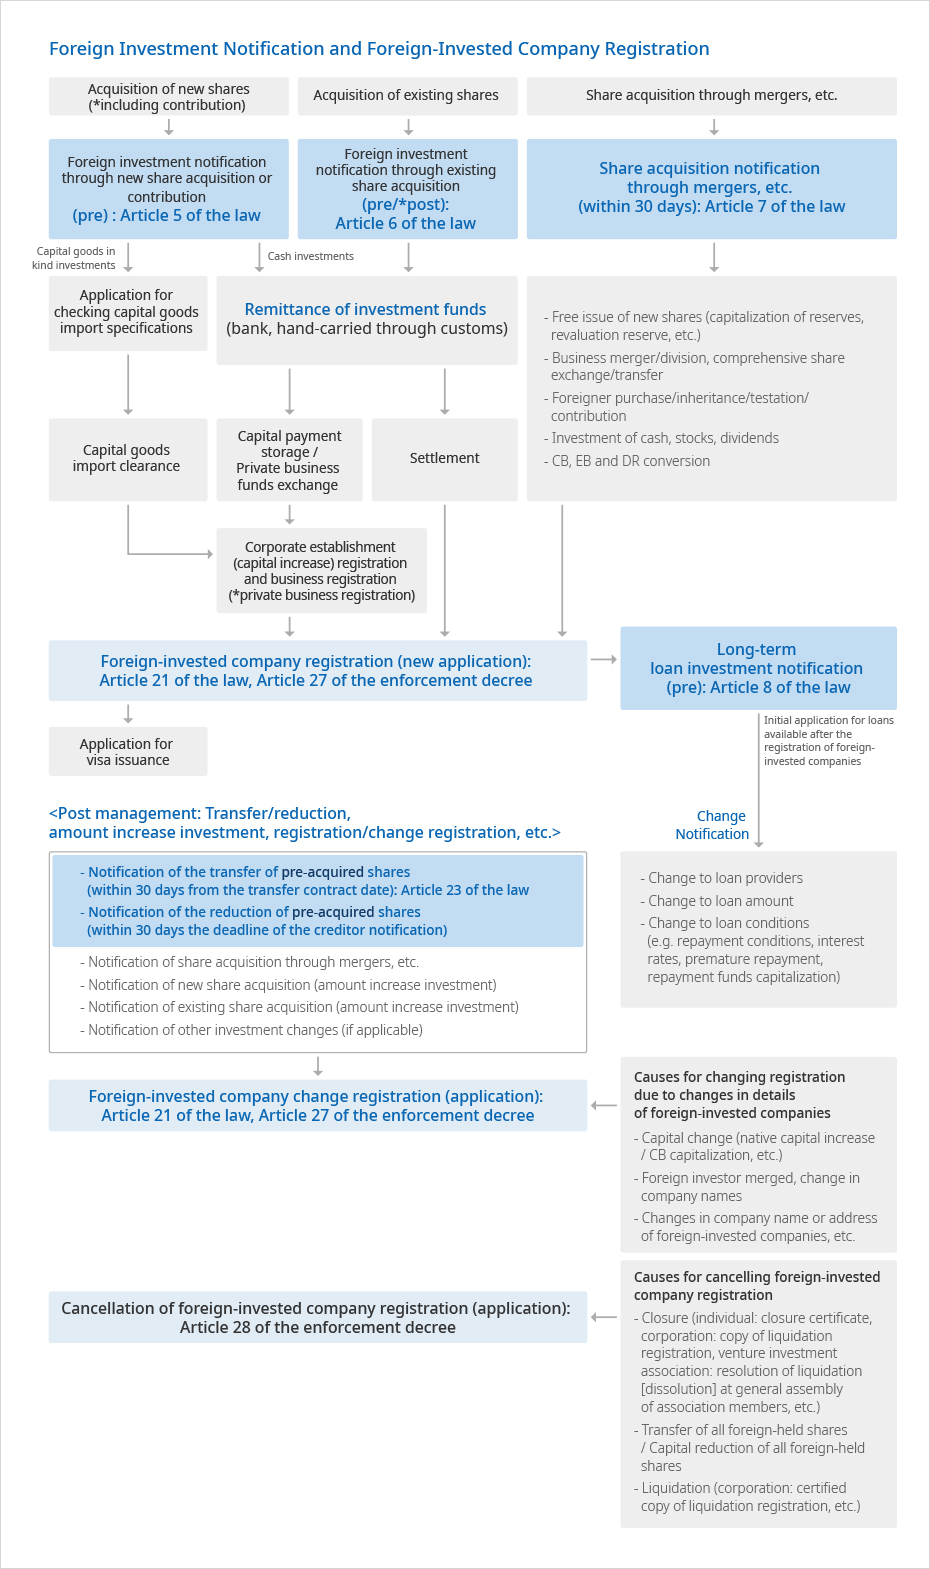 Foreign Investment Notification and Foreign-Invested Company Registration
Acquisition of new shares
(*including contribution)
Acquisition of existing shares
Share acquisition through mergers, etc.
Foreign investment notification
through new share acquisition or
contribution
(pre) : Article 5 of the law
Foreign investment
notification through existing
share acquisition
(pre/*post):
Article 6 of the law
Share acquisition notification
through mergers, etc.
(within 30 days): Article 7 of the law
Capital goods in
kind investments
Cash investments
Application for
checking capital goods
import specifications
Remittance of investment funds
(bank, hand-carried through customs)
- Free issue of new shares (capitalization of reserves,
revaluation reserve, etc.)
- Business merger/division, comprehensive share
exchange/transfer
- Foreigner purchase/inheritance/testation/
contribution
- Investment of cash, stocks, dividends
- CB, EB and DR conversion
Capital goods
import clearance
Capital payment
storage /
Private business
funds exchange
Settlement
Corporate establishment
(capital increase) registration
and business registration
(*private business registration)
Foreign-invested company registration (new application):
Article 21 of the law, Article 27 of the enforcement decree
Long-term
loan investment notification
(pre): Article 8 of the law
Application for
visa issuance
Initial application for loans
available after the
registration of foreign-
invested companies
Change
Notification
<Post management: Transfer/reduction,
amount increase investment, registration/change registration, etc.>
- Notification of the transfer of pre-acquired shares
(within 30 days from the transfer contract date): Article 23 of the law
- Notification of the reduction of pre-acquired shares
(within 30 days the deadline of the creditor notification)
- Notification of share acquisition through mergers, etc.
- Notification of new share acquisition (amount increase investment)
- Notification of existing share acquisition (amount increase investment)
- Notification of other investment changes (if applicable)
- Change to loan providers
- Change to loan amount
- Change to loan conditions
(e.g. repayment conditions, interest
rates, premature repayment,
repayment funds capitalization)
Foreign-invested company change registration (application):
Article 21 of the law, Article 27 of the enforcement decree
Causes for changing registration
due to changes in details
of foreign-invested companies
- Capital change (native capital increase
/ CB capitalization, etc.)
- Foreign investor merged, change in
company names
- Changes in company name or address
of foreign-invested companies, etc.
Cancellation of foreign-invested company registration (application):
Article 28 of the enforcement decree
Causes for cancelling foreign-invested
company registration
- Closure (individual: closure certificate,
corporation: copy of liquidation
registration, venture investment
association: resolution of liquidation
[dissolution] at general assembly
of association members, etc.)
- Transfer of all foreign-held shares
/ Capital reduction of all foreign-held
shares
- Liquidation (corporation: certified
copy of liquidation registration, etc.)